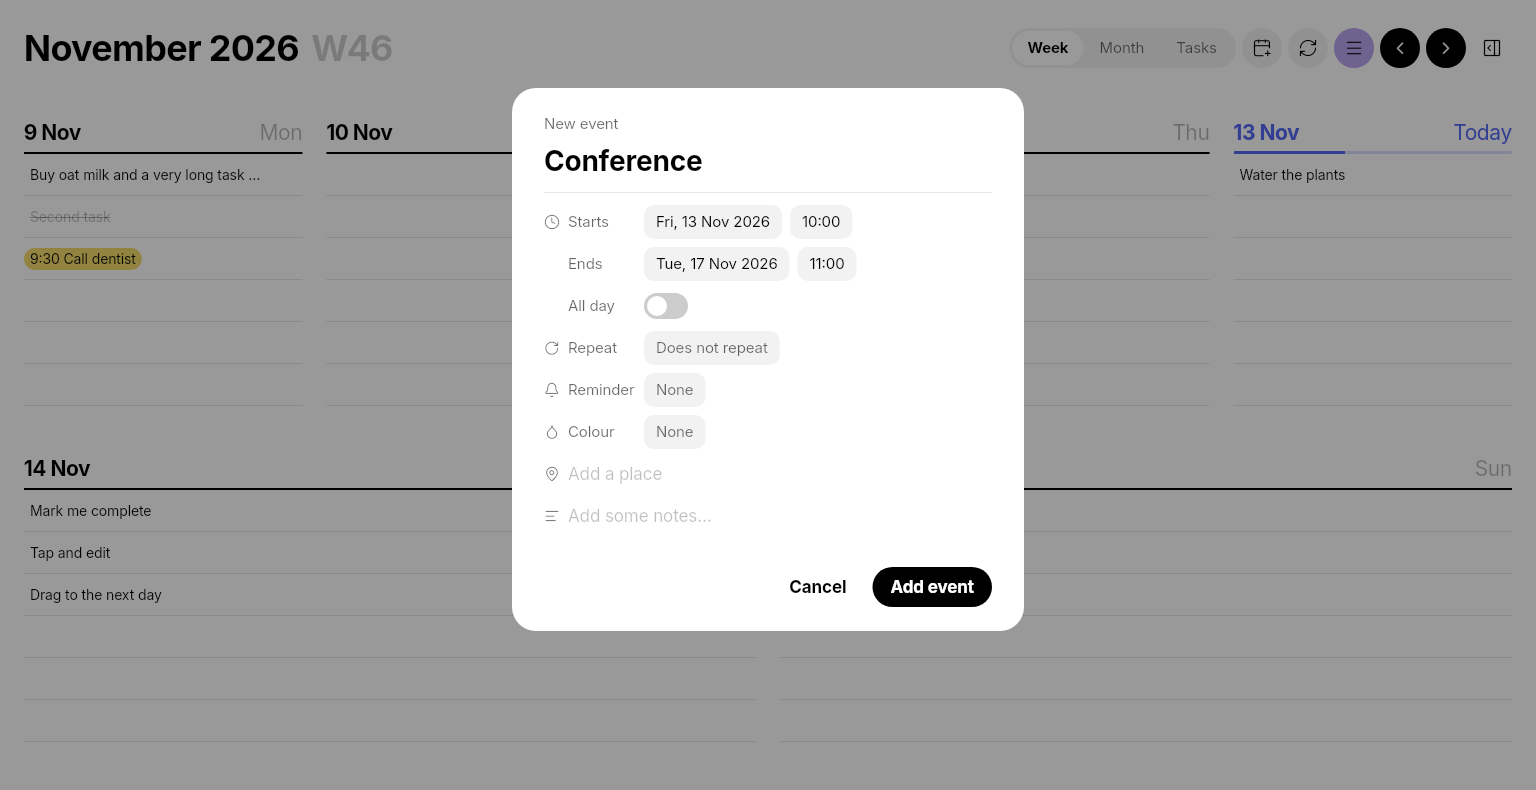 November 2026 W46
Week Month Tasks
9 Nov Mon
10 Nov
Thu
13 Nov Today
Buy oat milk and a very long task ...
Second task
9:30 Call dentist
Water the plants
New event
Conference
Starts Fri, 13 Nov 2026 10:00
Ends Tue, 17 Nov 2026 11:00
All day
Repeat Does not repeat
Reminder None
Colour None
Add a place
Add some notes...
Cancel Add event
14 Nov
Sun
Mark me complete
Tap and edit
Drag to the next day